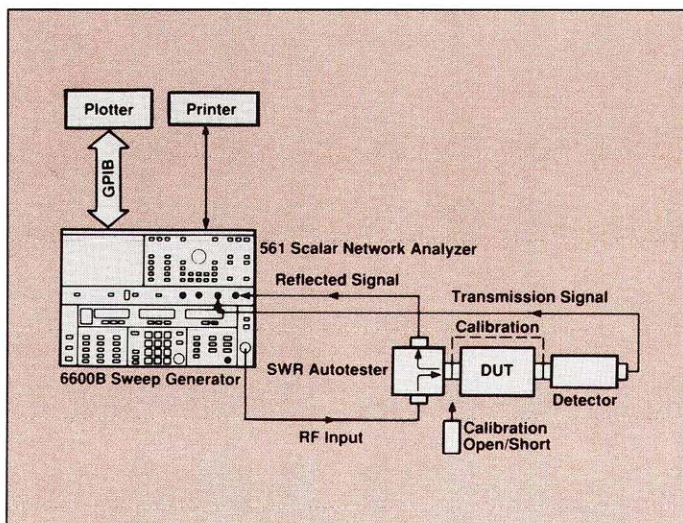 Plotter
Printer
GPIB
561 Scalar Network Analyzer
Reflected Signal
Transmission Signal
Calibration
SWR Autotester
DUT
6600B Sweep Generator
Detector
RF Input
Calibration
Open/Short